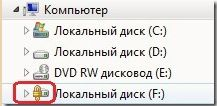 Компьютер
Локальный диск (C:)
Локальный диск (D:)
DVD RW дисковод (E:)
Локальный диск (F:)